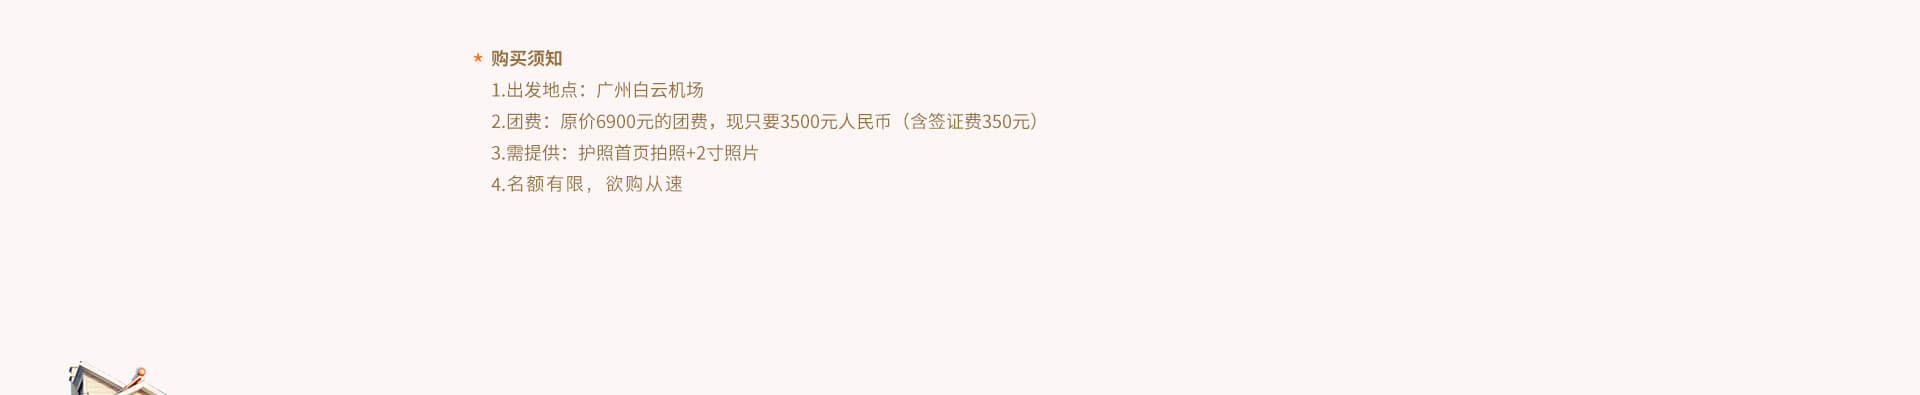 * 购买须知
1.出发地点：广州白云机场
2.团费：原价6900元的团费，现只要3500元人民币（含签证费350元）
3.需提供：护照首页拍照+2寸照片
4.名额有限，欲购从速